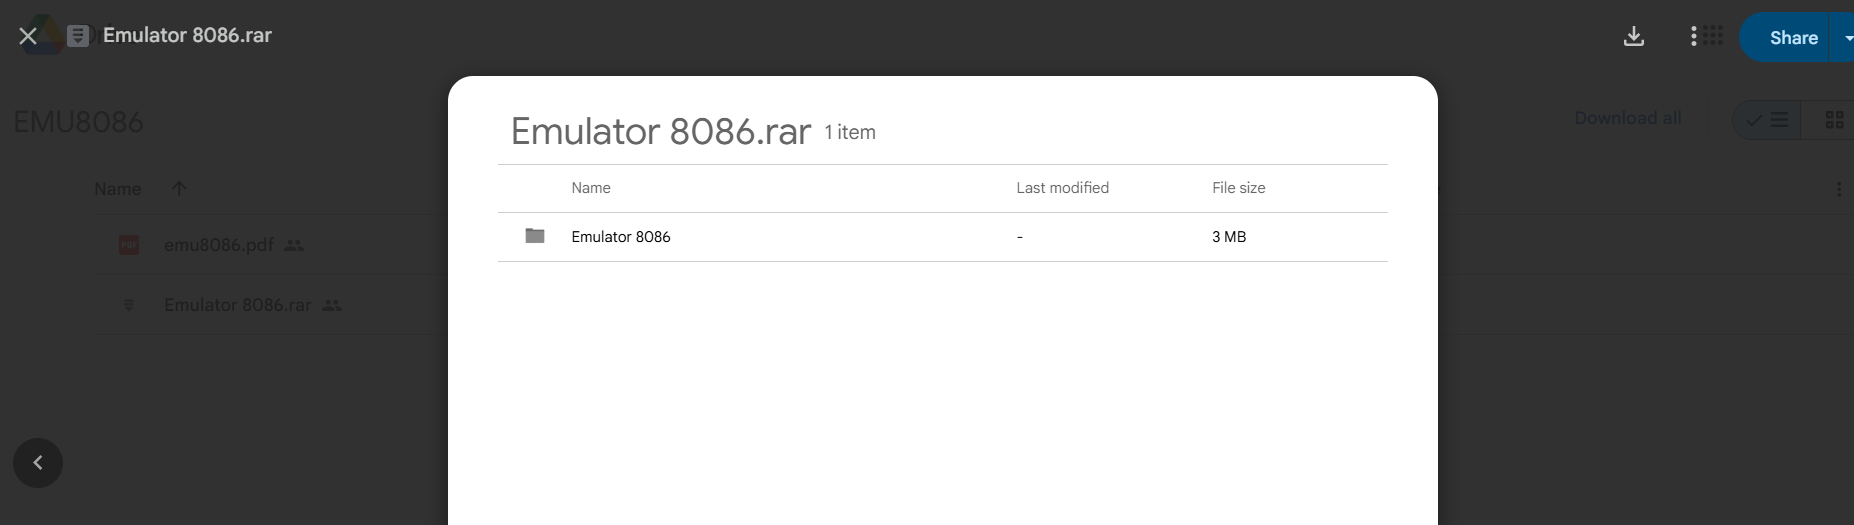 Emulator 8086.rar
Share
EMU8086
Download all
Emulator 8086.rar 1 item
Name
Name Last modified File size
Emulator 8086 - 3 MB
emu8086.pdf
Emulator 8086.rar